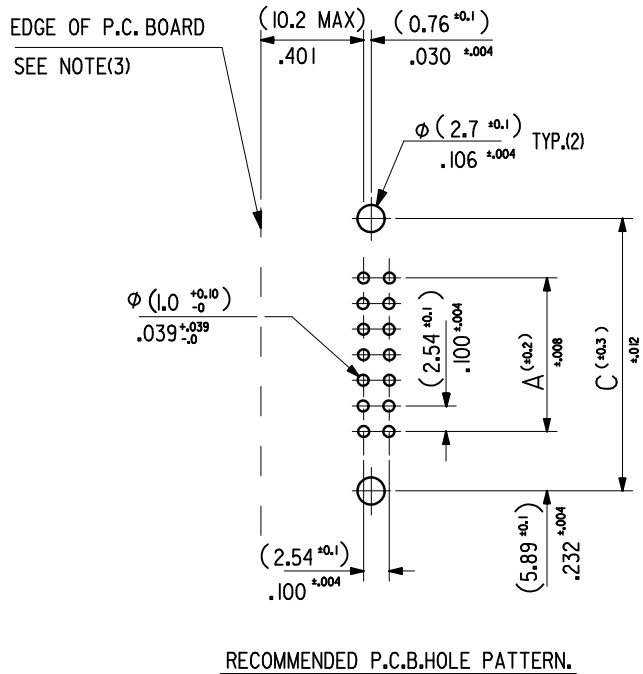 EDGE OF P.C. BOARD
SEE NOTE(3)
(10.2 MAX)
.401
(0.76 ±0.1)
.030 ±.004
Ø (2.7 ±0.1) TYP.(2)
.106 ±.004
Ø (1.0 +0.10 -0)
.039 +.039 -.0
(2.54 ±0.1)
.100 ±.004
A (±0.2) ±.008
C (±0.3) ±.012
(2.54 ±0.1)
.100 ±.004
(5.89 ±0.1)
.232 ±.004
RECOMMENDED P.C.B.HOLE PATTERN.